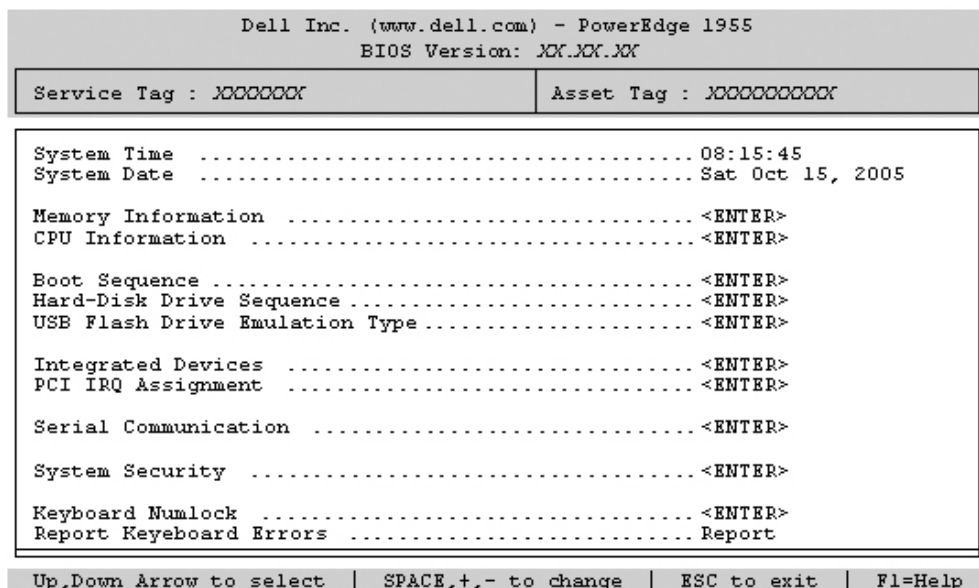 Dell Inc. (www.dell.com) - PowerEdge 1955
BIOS Version: XX.XX.XX
Service Tag : XXXXXXX | Asset Tag : XXXXXXXXXX
System Time ........................................ 08:15:45
System Date ........................................ Sat Oct 15, 2005
Memory Information ................................. <ENTER>
CPU Information .................................... <ENTER>
Boot Sequence ....................................... <ENTER>
Hard-Disk Drive Sequence ............................ <ENTER>
USB Flash Drive Emulation Type ...................... <ENTER>
Integrated Devices ................................. <ENTER>
PCI IRQ Assignment ................................. <ENTER>
Serial Communication ............................... <ENTER>
System Security .................................... <ENTER>
Keyboard Numlock ................................... <ENTER>
Report Keyeboard Errors ............................ Report
Up,Down Arrow to select | SPACE,+,- to change | ESC to exit | F1=Help